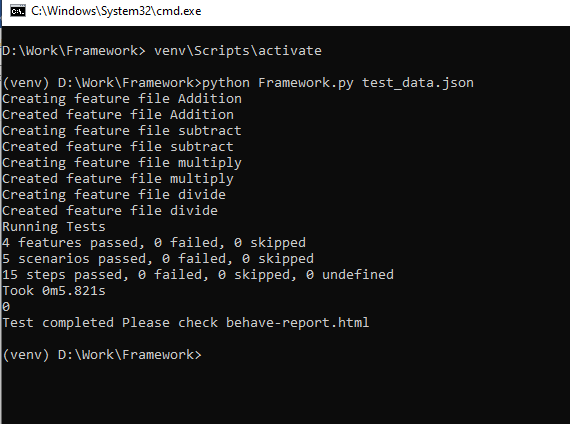 C:\Windows\System32\cmd.exe
D:\Work\Framework> venv\Scripts\activate
(venv) D:\Work\Framework>python Framework.py test_data.json
Creating feature file Addition
Created feature file Addition
Creating feature file subtract
Created feature file subtract
Creating feature file multiply
Created feature file multiply
Creating feature file divide
Created feature file divide
Running Tests
4 features passed, 0 failed, 0 skipped
5 scenarios passed, 0 failed, 0 skipped
15 steps passed, 0 failed, 0 skipped, 0 undefined
Took 0m5.821s
0
Test completed Please check behave-report.html
(venv) D:\Work\Framework>